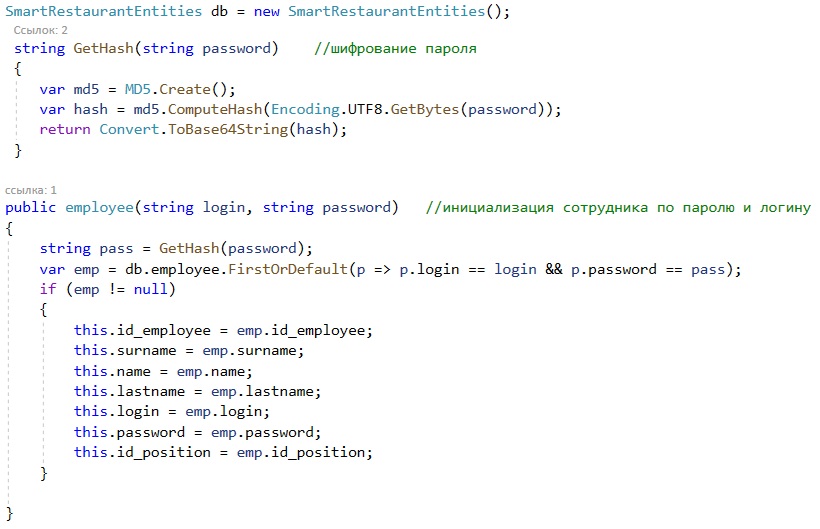 SmartRestaurantEntities db = new SmartRestaurantEntities();
Ссылок: 2
string GetHash(string password)    //шифрование пароля
{
var md5 = MD5.Create();
var hash = md5.ComputeHash(Encoding.UTF8.GetBytes(password));
return Convert.ToBase64String(hash);
}
ссылка: 1
public employee(string login, string password)   //инициализация сотрудника по паролю и логину
{
string pass = GetHash(password);
var emp = db.employee.FirstOrDefault(p => p.login == login && p.password == pass);
if (emp != null)
{
this.id_employee = emp.id_employee;
this.surname = emp.surname;
this.name = emp.name;
this.lastname = emp.lastname;
this.login = emp.login;
this.password = emp.password;
this.id_position = emp.id_position;
}
}